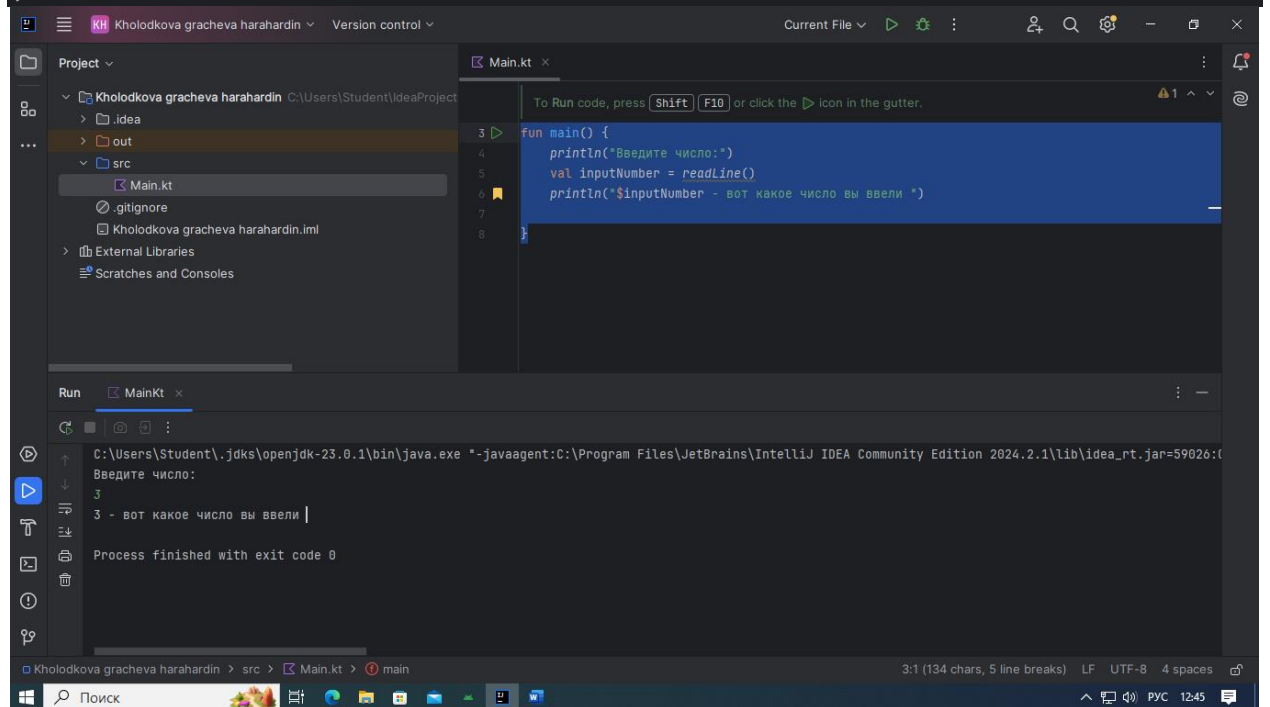 KH Kholodkova gracheva harahardin Version control Current File
Project
Main.kt
Kholodkova gracheva harahardin C:\Users\Student\IdeaProject
To Run code, press Shift F10 or click the icon in the gutter.
1
.idea
out
3 fun main() {
src
4 println("Введите число:")
Main.kt
5 val inputNumber = readLine()
.gitignore
6 println("$inputNumber - вот какое число вы ввели ")
Kholodkova gracheva harahardin.iml
7
External Libraries
8 }
Scratches and Consoles
Run MainKt
C:\Users\Student\.jdks\openjdk-23.0.1\bin\java.exe "-javaagent:C:\Program Files\JetBrains\IntelliJ IDEA Community Edition 2024.2.1\lib\idea_rt.jar=59026:
Введите число:
3
3 - вот какое число вы ввели
Process finished with exit code 0
Kholodkova gracheva harahardin > src > Main.kt > main
3:1 (134 chars, 5 line breaks) LF UTF-8 4 spaces
Поиск
РУС 12:45